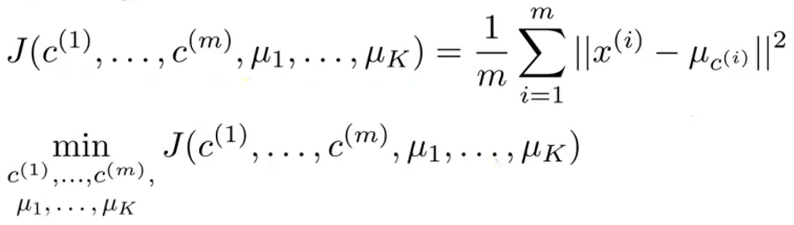 J(c^{(1)}, \ldots, c^{(m)}, \mu_1, \ldots, \mu_K) = \frac{1}{m} \sum_{i=1}^{m} ||x^{(i)} - \mu_{c^{(i)}}||^2
\min_{c^{(1)}, \ldots, c^{(m)}, \mu_1, \ldots, \mu_K} J(c^{(1)}, \ldots, c^{(m)}, \mu_1, \ldots, \mu_K)